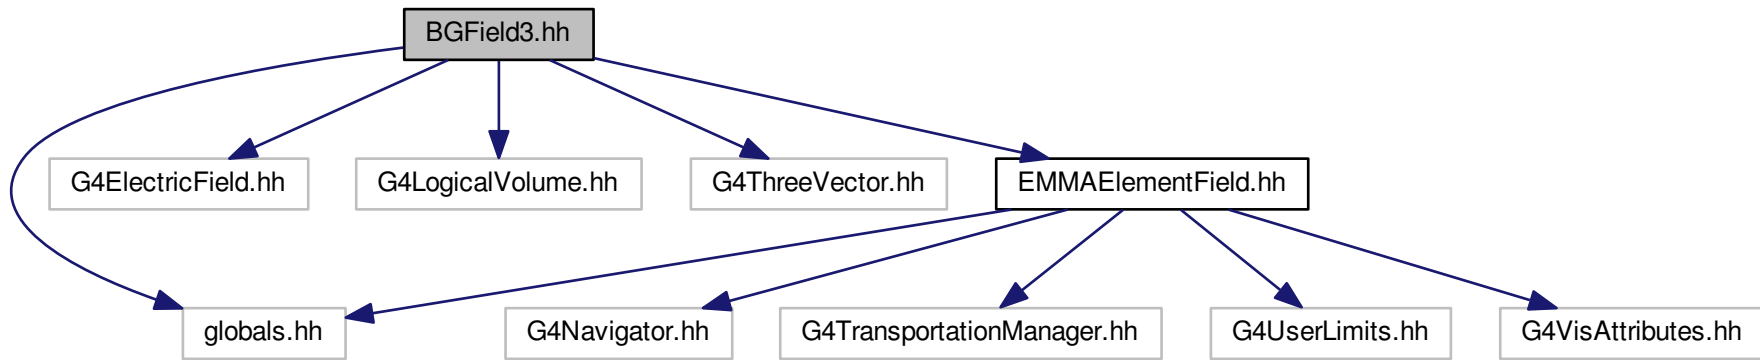 BGField3.hh
G4ElectricField.hh
G4LogicalVolume.hh
G4ThreeVector.hh
EMMAElementField.hh
globals.hh
G4Navigator.hh
G4TransportationManager.hh
G4UserLimits.hh
G4VisAttributes.hh